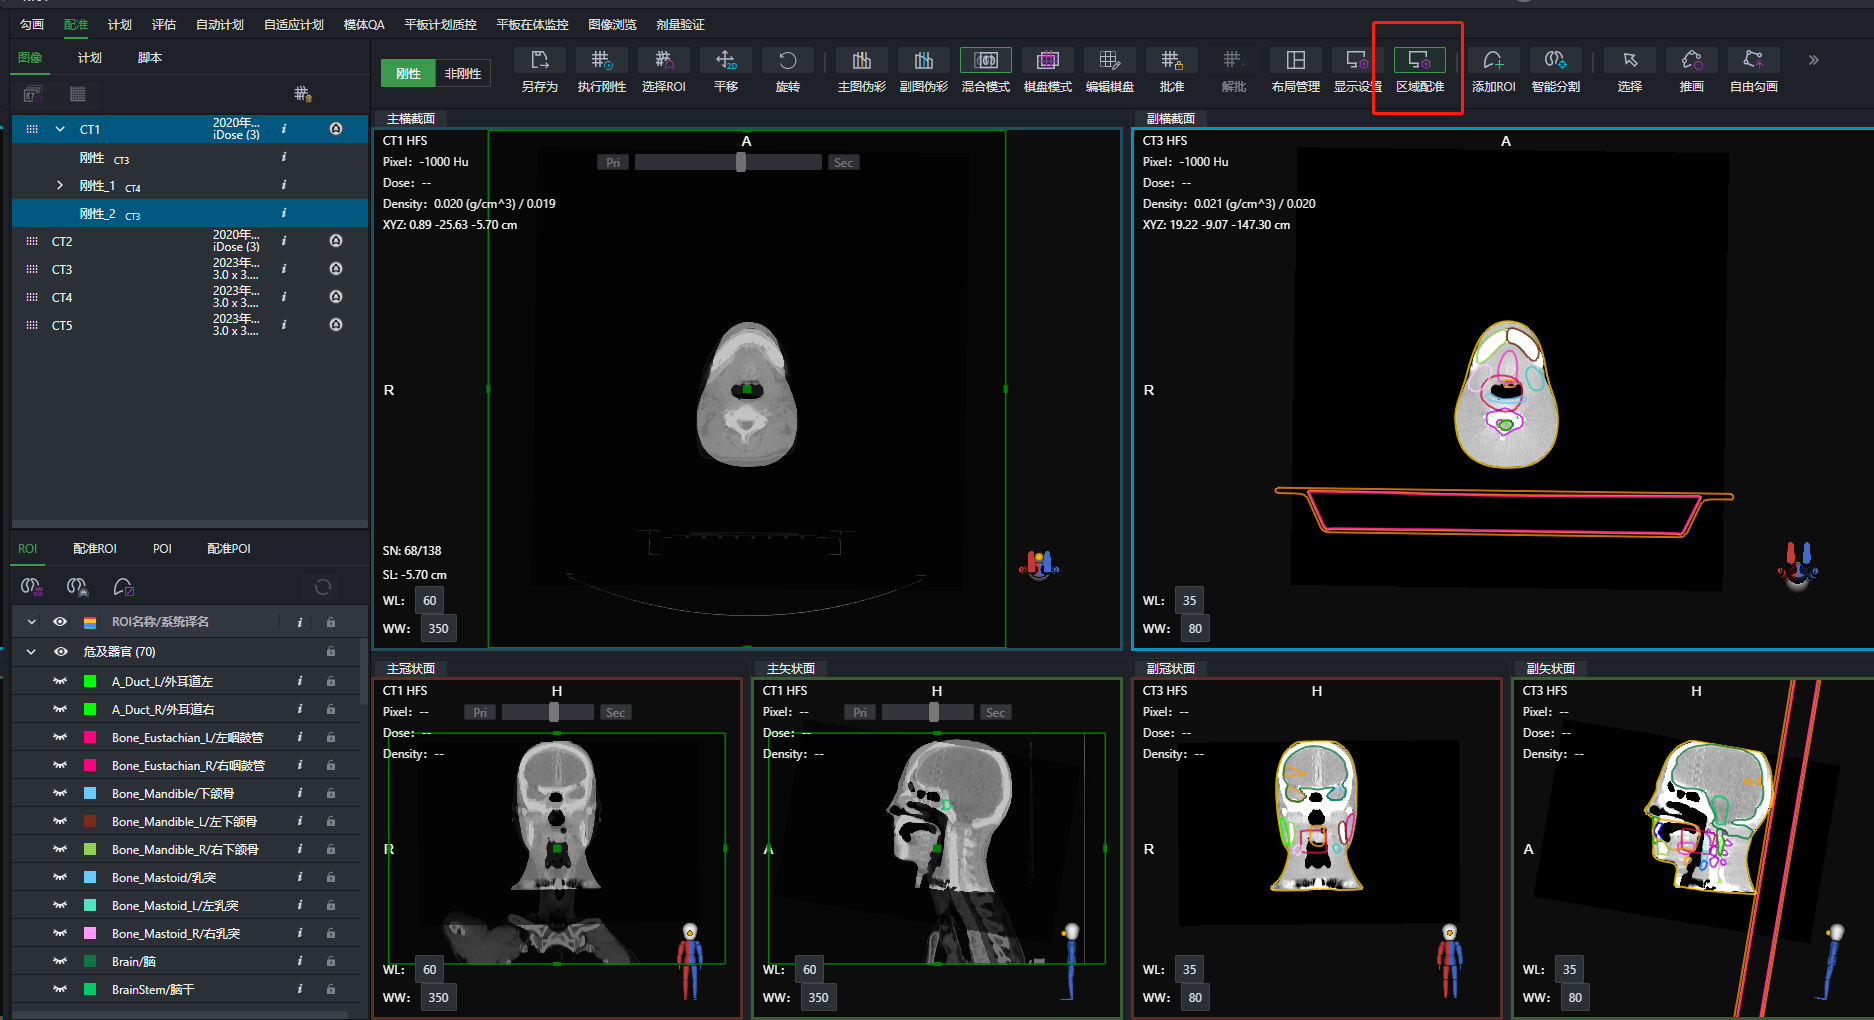 勾画 配准 计划 评估 自动计划 自适应计划 模体QA 平板计划质控 平板在体监控 图像浏览 剂量验证
图像 计划 脚本
刚性 非刚性
另存为 执行刚性 选择ROI 平移 旋转 主图伪彩 副图伪彩 混合模式 棋盘模式 编辑棋盘 批准 解批 布局管理 显示设置 区域配准 添加ROI 智能分割 选择 推画 自由勾画
CT1 2020年... iDose (3) i
刚性 CT3 i
刚性_1 CT4 i
刚性_2 CT3 i
CT2 2020年... iDose (3) i
CT3 2023年... 3.0 x 3.... i
CT4 2023年... 3.0 x 3.... i
CT5 2023年... 3.0 x 3.... i
ROI 配准ROI POI 配准POI
ROI名称/系统译名 i
危及器官 (70)
A_Duct_L/外耳道左 i
A_Duct_R/外耳道右 i
Bone_Eustachian_L/左咽鼓管 i
Bone_Eustachian_R/右咽鼓管 i
Bone_Mandible/下颌骨 i
Bone_Mandible_L/左下颌骨 i
Bone_Mandible_R/右下颌骨 i
Bone_Mastoid/乳突 i
Bone_Mastoid_L/左乳突 i
Bone_Mastoid_R/右乳突 i
Brain/脑 i
BrainStem/脑干 i
主横截面
CT1 HFS
A
Pixel: -1000 Hu
Pri Sec
Dose: --
Density: 0.020 (g/cm^3) / 0.019
XYZ: 0.89 -25.63 -5.70 cm
R
SN: 68/138
SL: -5.70 cm
WL: 60
WW: 350
副横截面
CT3 HFS
A
Pixel: -1000 Hu
Dose: --
Density: 0.021 (g/cm^3) / 0.020
XYZ: 19.22 -9.07 -147.30 cm
R
WL: 35
WW: 80
主冠状面
CT1 HFS
H
Pixel: --
Pri Sec
Dose: --
Density: --
R
WL: 60
WW: 350
主矢状面
CT1 HFS
H
Pixel: --
Pri Sec
Dose: --
Density: --
A
WL: 60
WW: 350
副冠状面
CT3 HFS
H
Pixel: --
Dose: --
Density: --
R
WL: 35
WW: 80
副矢状面
CT3 HFS
H
Pixel: --
Dose: --
Density: --
A
WL: 35
WW: 80